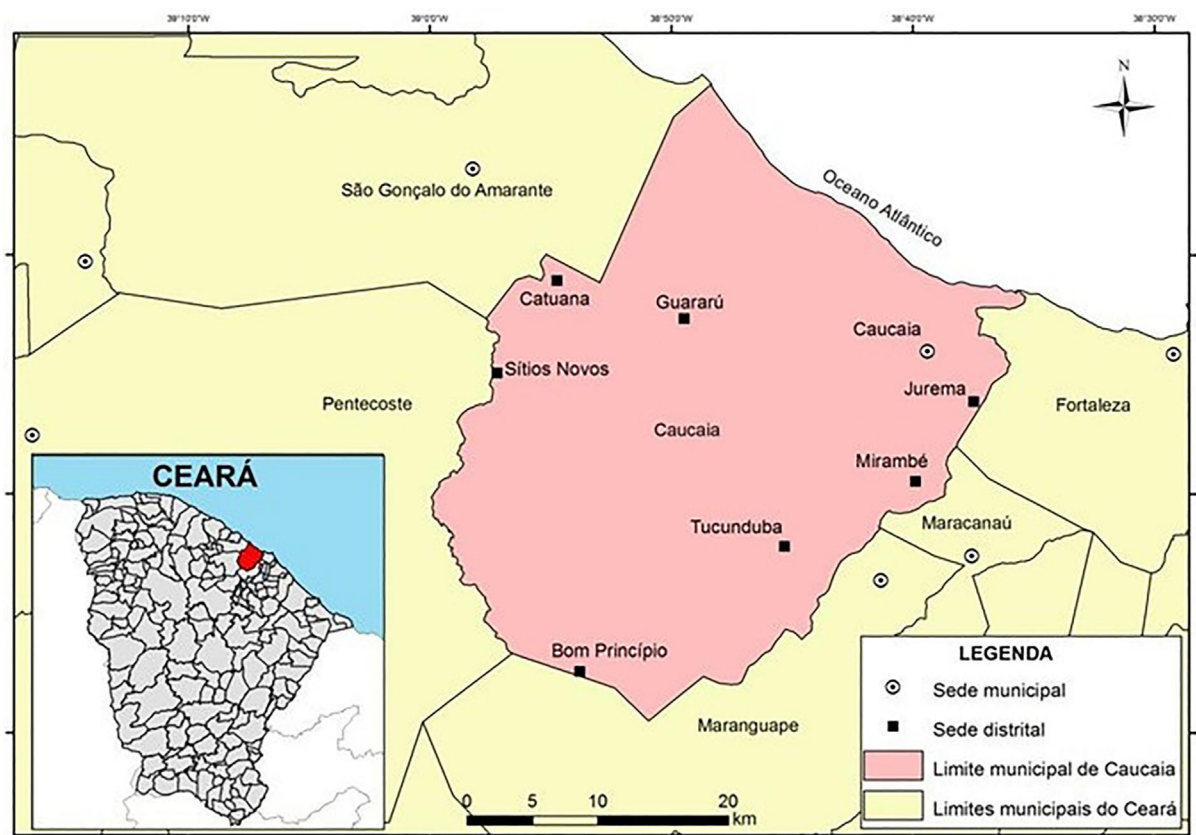 39°10'0"W
39°0'0"W
38°50'0"W
38°40'0"W
38°30'0"W
N
Oceano Atlântico
São Gonçalo do Amarante
Catuana
Guararú
Caucaia
Sítios Novos
Jurema
Pentecoste
Fortaleza
Caucaia
Mirambé
CEARÁ
Maracanaú
Tucunduba
Bom Princípio
Maranguape
LEGENDA
Sede municipal
Sede distrital
Limite municipal de Caucaia
Limites municipais do Ceará
0 5 10 20
km